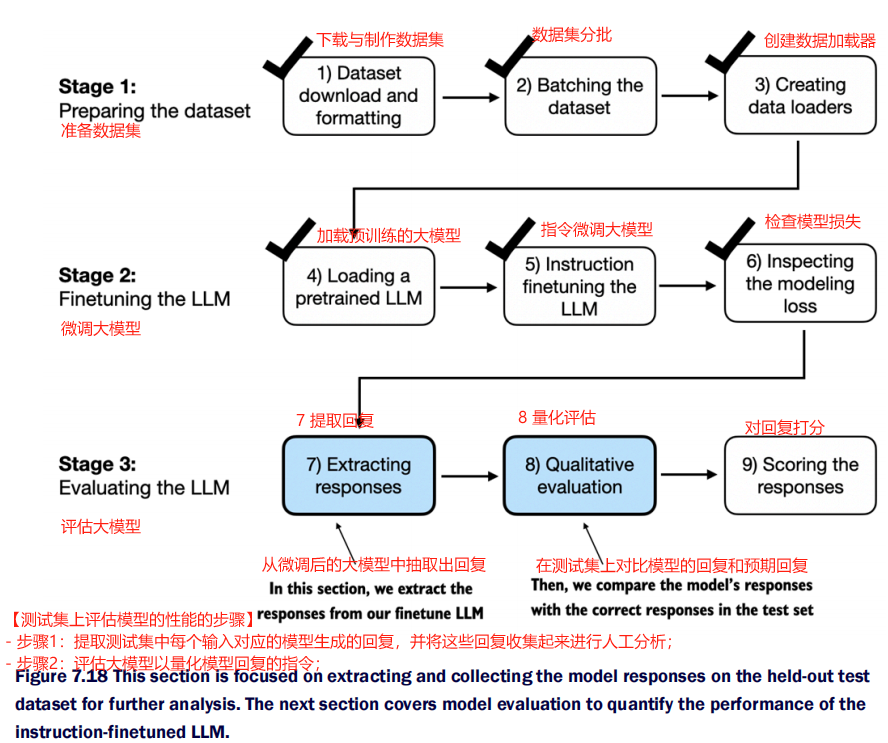 下载与制作数据集
数据集分批
创建数据加载器
Stage 1:
Preparing the dataset
准备数据集
1) Dataset
download and
formatting
2) Batching the
dataset
3) Creating
data loaders
加载预训练的大模型
指令微调大模型
检查模型损失
Stage 2:
Finetuning the LLM
微调大模型
4) Loading a
pretrained LLM
5) Instruction
finetuning the
LLM
6) Inspecting
the modeling
loss
7 提取回复
8 量化评估
对回复打分
Stage 3:
Evaluating the LLM
评估大模型
7) Extracting
responses
8) Qualitative
evaluation
9) Scoring the
responses
从微调后的大模型中抽取出回复
In this section, we extract the
responses from our finetune LLM
在测试集上对比模型的回复和预期回复
Then, we compare the model's responses
with the correct responses in the test set
【测试集上评估模型的性能的步骤】
- 步骤1：提取测试集中每个输入对应的模型生成的回复，并将这些回复收集起来进行人工分析；
- 步骤2：评估大模型以量化模型回复的指令；
Figure 7.18 This section is focused on extracting and collecting the model responses on the held-out test
dataset for further analysis. The next section covers model evaluation to quantify the performance of the
instruction-finetuned LLM.